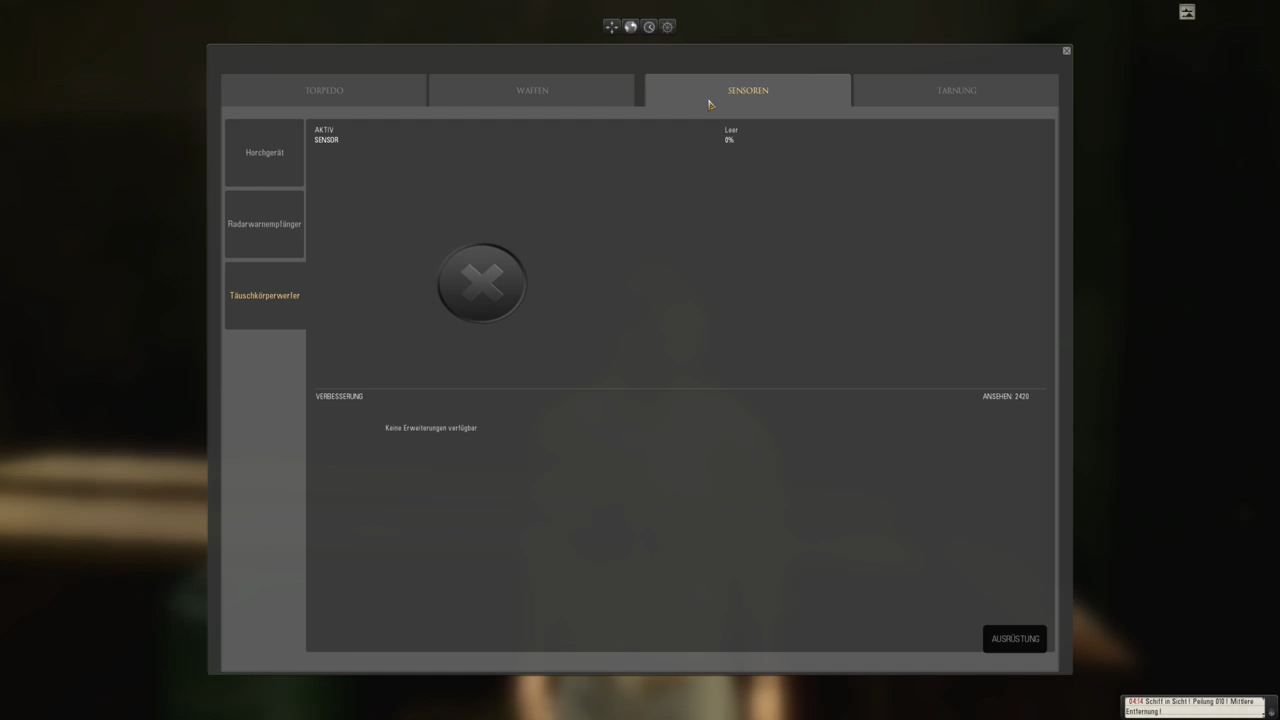 TORPEDO
WAFFEN
SENSOREN
TARNUNG
Horchgerät
Radarwarnempfänger
Täuschkörperwerfer
AKTIV
SENSOR
Leer
0%
VERBESSERUNG
ANSEHEN: 2420
Keine Erweiterungen verfügbar
AUSRÜSTUNG
04:14 Schiff in Sicht! Peilung 010! Mittlere
Entfernung!